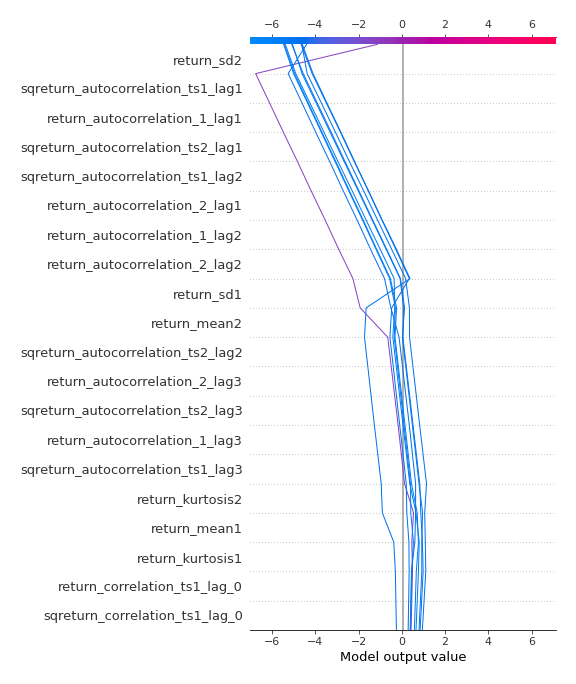 −6 −4 −2 0 2 4 6
return_sd2
sqreturn_autocorrelation_ts1_lag1
return_autocorrelation_1_lag1
sqreturn_autocorrelation_ts2_lag1
sqreturn_autocorrelation_ts1_lag2
return_autocorrelation_2_lag1
return_autocorrelation_1_lag2
return_autocorrelation_2_lag2
return_sd1
return_mean2
sqreturn_autocorrelation_ts2_lag2
return_autocorrelation_2_lag3
sqreturn_autocorrelation_ts2_lag3
return_autocorrelation_1_lag3
sqreturn_autocorrelation_ts1_lag3
return_kurtosis2
return_mean1
return_kurtosis1
return_correlation_ts1_lag_0
sqreturn_correlation_ts1_lag_0
−6 −4 −2 0 2 4 6
Model output value